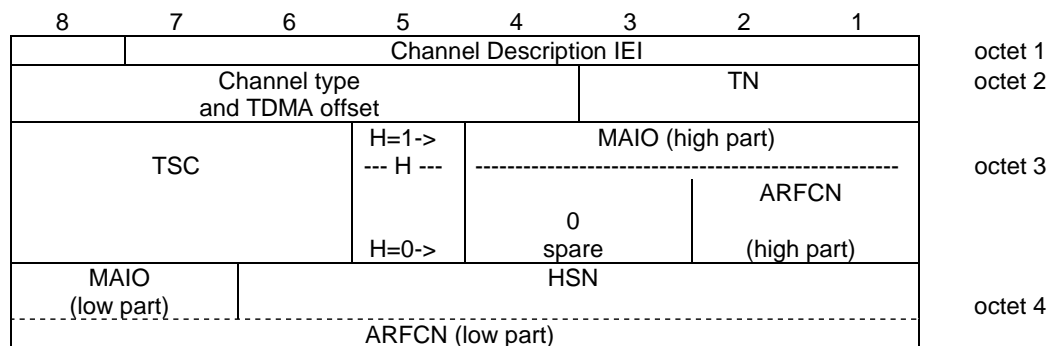 8 7 6 5 4 3 2 1
Channel Description IEI octet 1
Channel type TN octet 2
and TDMA offset
H=1-> MAIO (high part)
TSC --- H --- ------------------------------------------------------- octet 3
ARFCN
0
H=0-> spare (high part)
MAIO HSN
(low part) octet 4
ARFCN (low part)